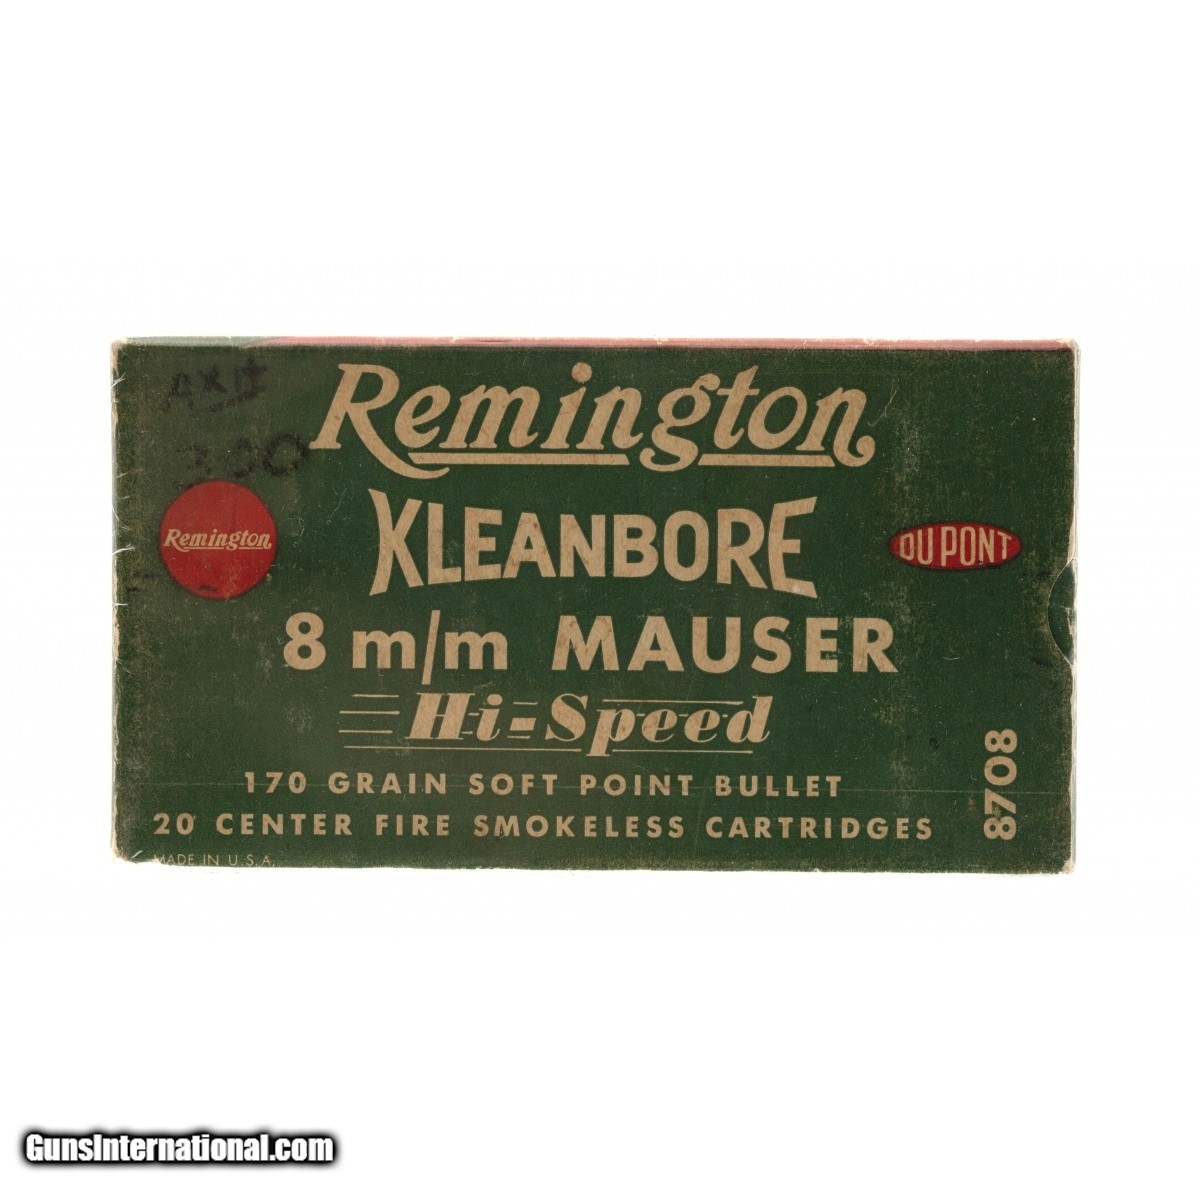 Remington
KLEANBORE
Remington
DU PONT
8 m/m MAUSER
Hi-Speed
170 GRAIN SOFT POINT BULLET
20 CENTER FIRE SMOKELESS CARTRIDGES
8708
MADE IN U.S.A.
GunsInternational.com